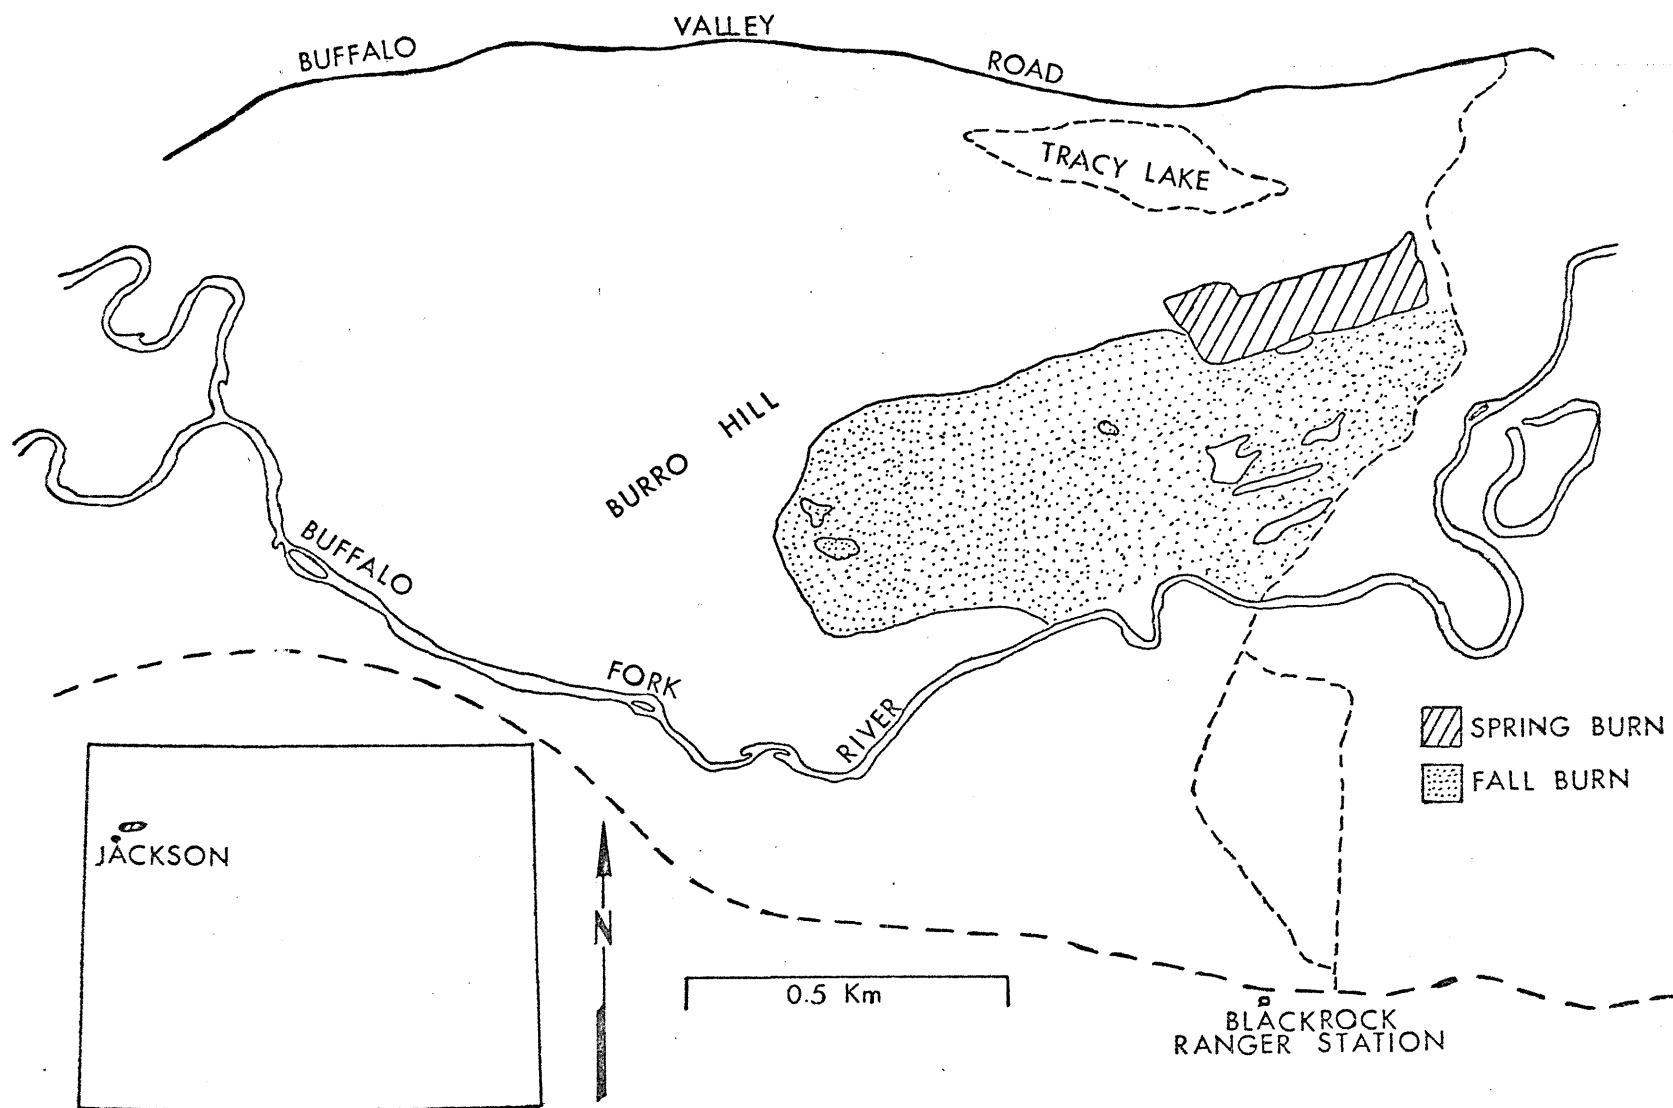 BUFFALO VALLEY ROAD
TRACY LAKE
BURRO HILL
BUFFALO FORK RIVER
SPRING BURN
FALL BURN
JACKSON
N
0.5 Km
BLACKROCK
RANGER STATION